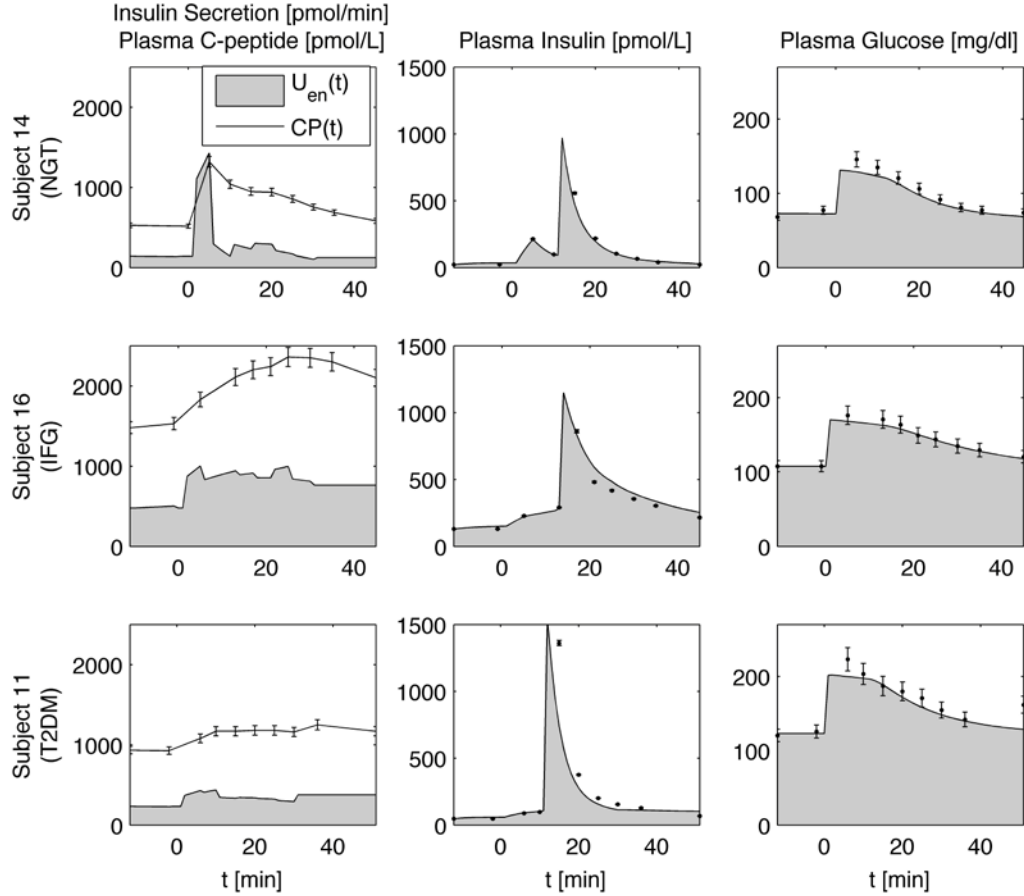 Insulin Secretion [pmol/min]
Plasma C-peptide [pmol/L]
Plasma Insulin [pmol/L]
Plasma Glucose [mg/dl]
Subject 14
(NGT)
2000
1000
0
U_en(t)
CP(t)
0 20 40
1500
1000
500
0
0 20 40
200
100
0
0 20 40
Subject 16
(IFG)
2000
1000
0
0 20 40
1500
1000
500
0
0 20 40
200
100
0
0 20 40
Subject 11
(T2DM)
2000
1000
0
0 20 40
t [min]
1500
1000
500
0
0 20 40
t [min]
200
100
0
0 20 40
t [min]